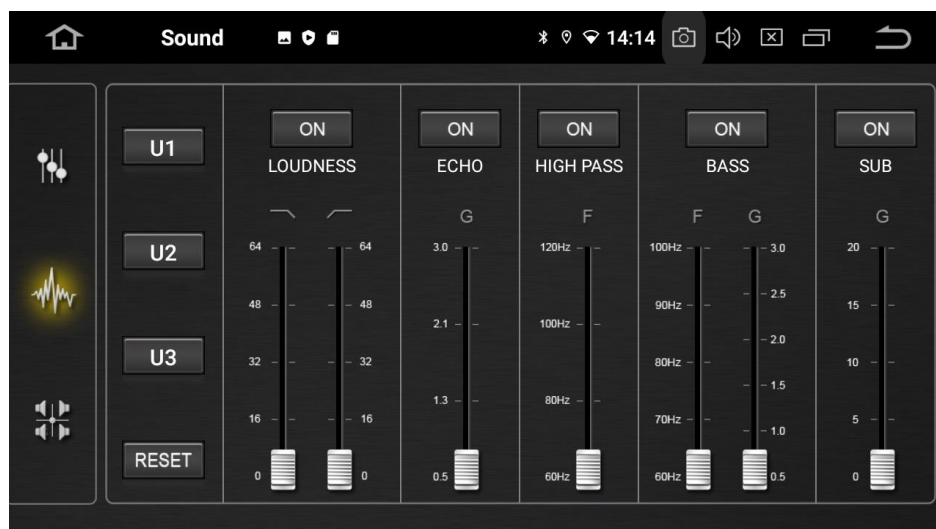 Sound 14:14
U1
U2
U3
RESET
ON
LOUDNESS
64 64
48 48
32 32
16 16
0 0
ON
ECHO
G
3.0
2.1
1.3
0.5
ON
HIGH PASS
F
120Hz
100Hz
80Hz
60Hz
ON
BASS
F G
100Hz 3.0
90Hz 2.5
80Hz 2.0
70Hz 1.5
60Hz 1.0
0.5
ON
SUB
G
20
15
10
5
0